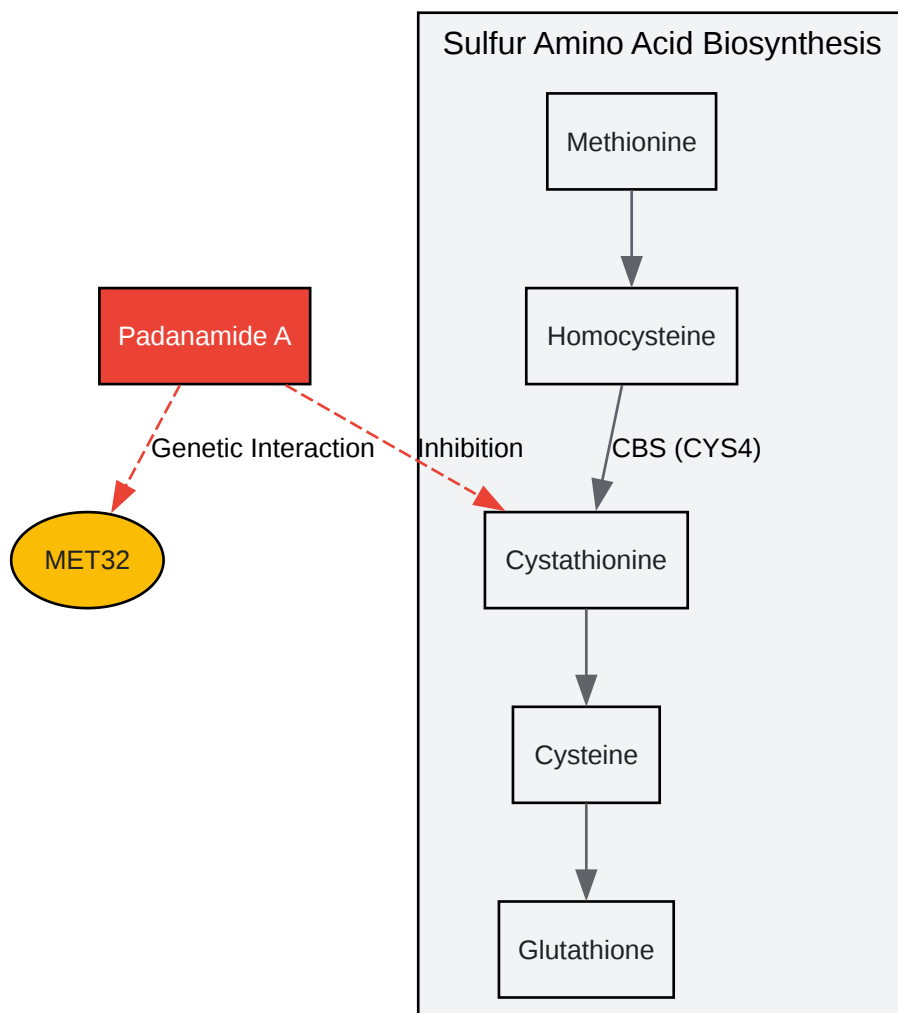 Sulfur Amino Acid Biosynthesis
Methionine
Padanamide A
Homocysteine
Genetic Interaction
Inhibition
CBS (CYS4)
MET32
Cystathionine
Cysteine
Glutathione